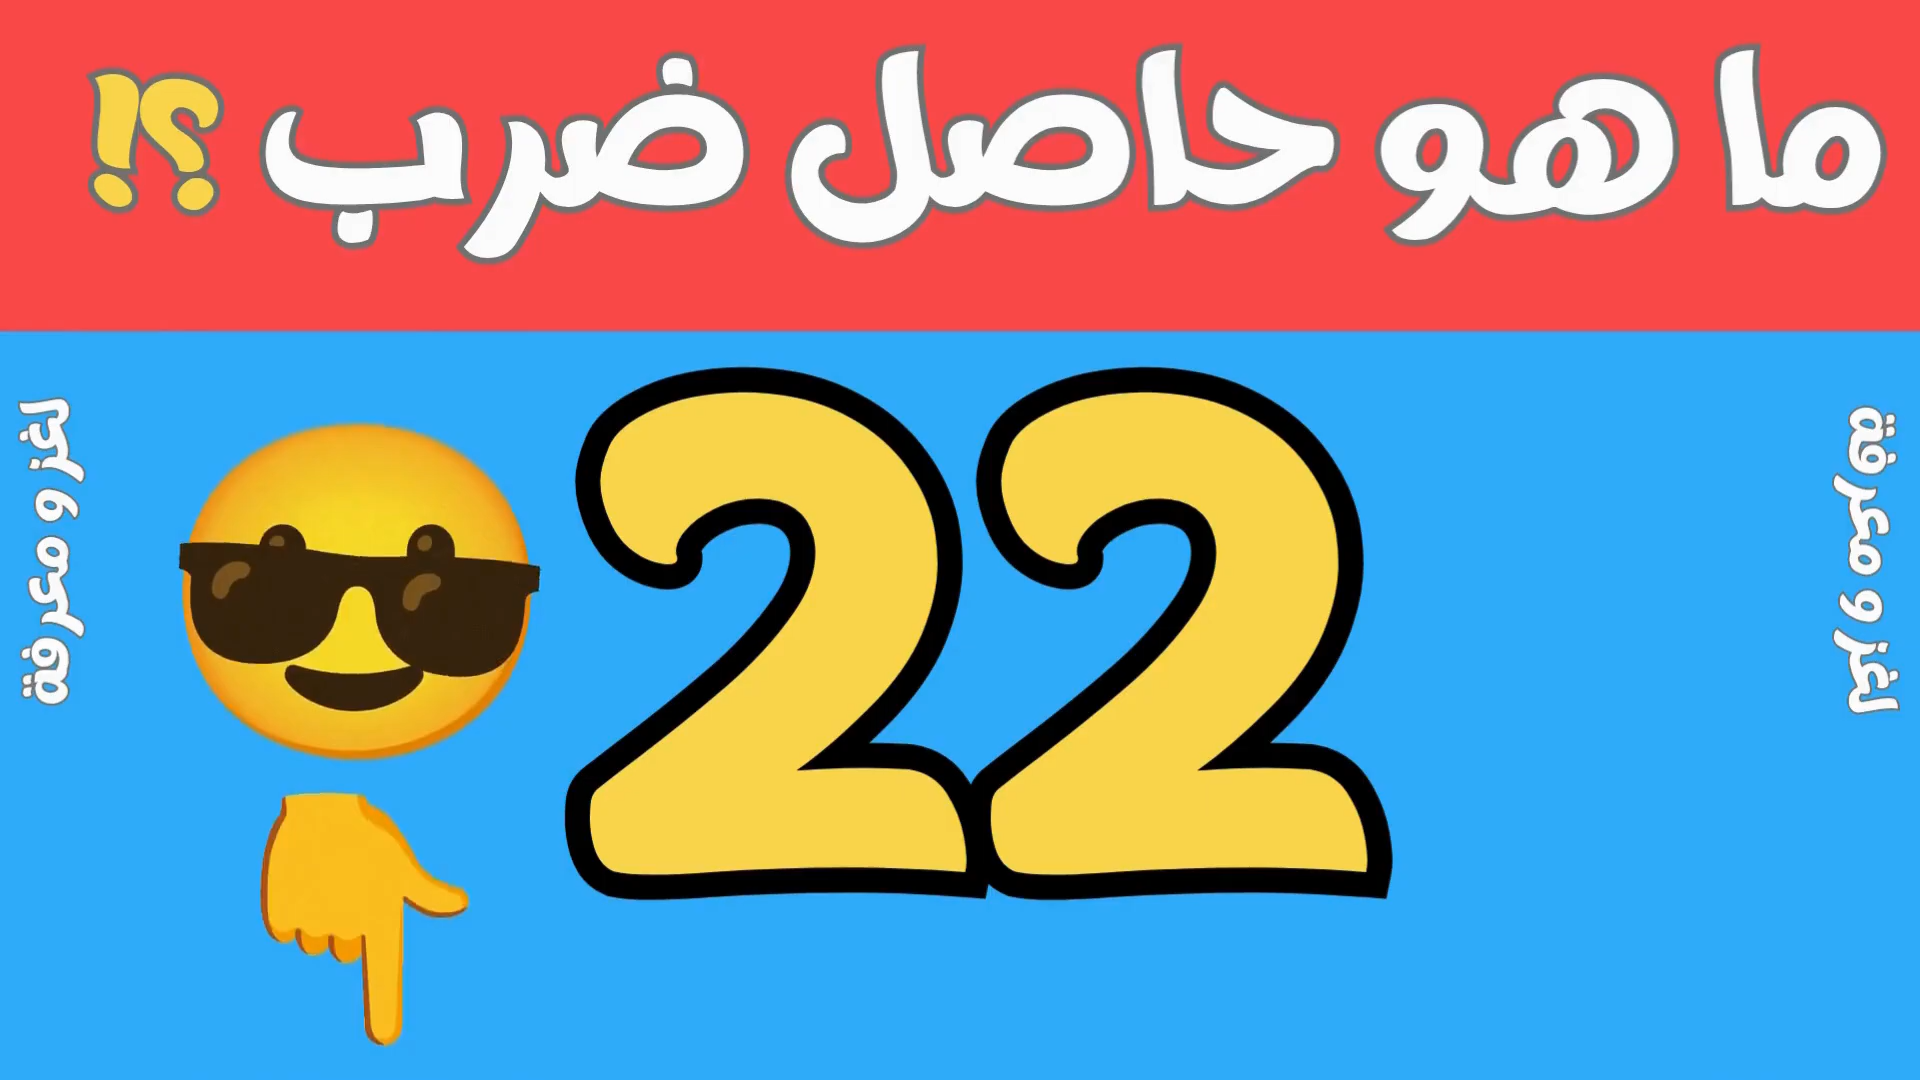 ما هو حاصل ضرب ؟!
22
لغز و معرفة
لغز و معرفة